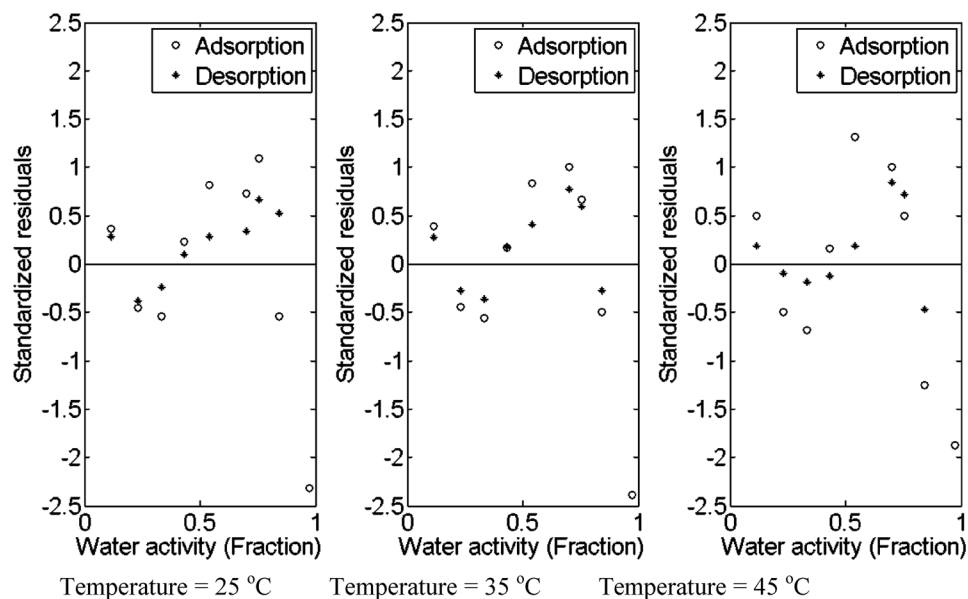 2.5
2
1.5
1
0.5
0
-0.5
-1
-1.5
-2
-2.5
Standardized residuals
Adsorption
Desorption
0
0.5
1
Water activity (Fraction)
Temperature = 25 °C
2.5
2
1.5
1
0.5
0
-0.5
-1
-1.5
-2
-2.5
Standardized residuals
Adsorption
Desorption
0
0.5
1
Water activity (Fraction)
Temperature = 35 °C
2.5
2
1.5
1
0.5
0
-0.5
-1
-1.5
-2
-2.5
Standardized residuals
Adsorption
Desorption
0
0.5
1
Water activity (Fraction)
Temperature = 45 °C